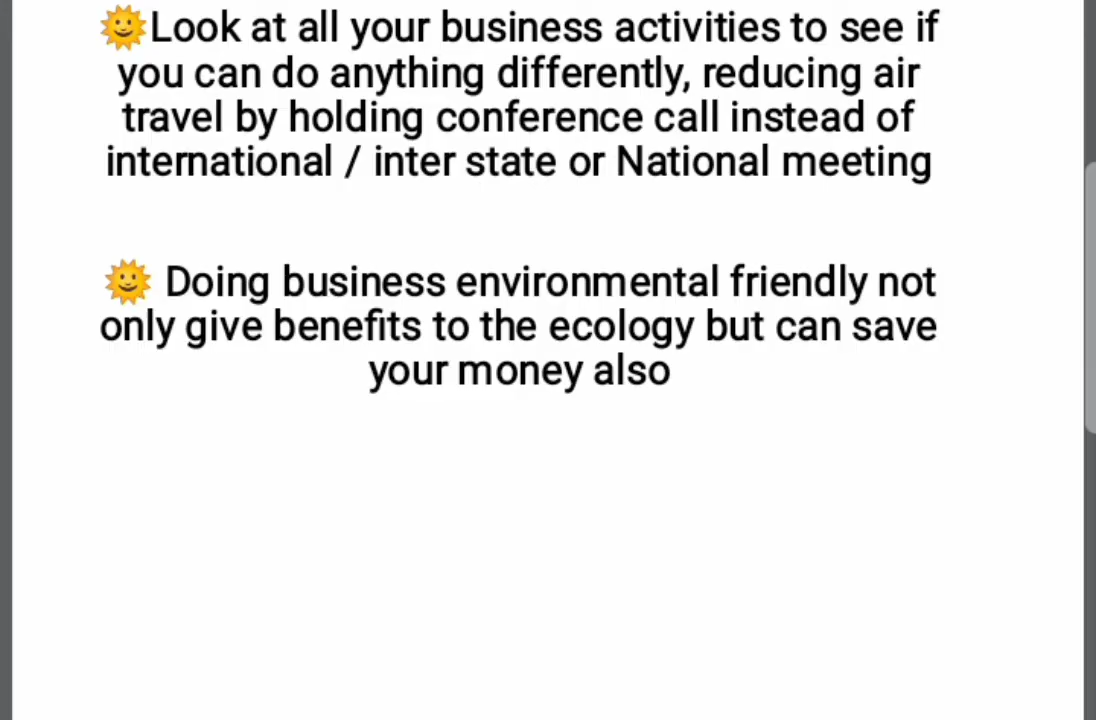 🌞Look at all your business activities to see if
you can do anything differently, reducing air
travel by holding conference call instead of
international / inter state or National meeting
🌞 Doing business environmental friendly not
only give benefits to the ecology but can save
your money also